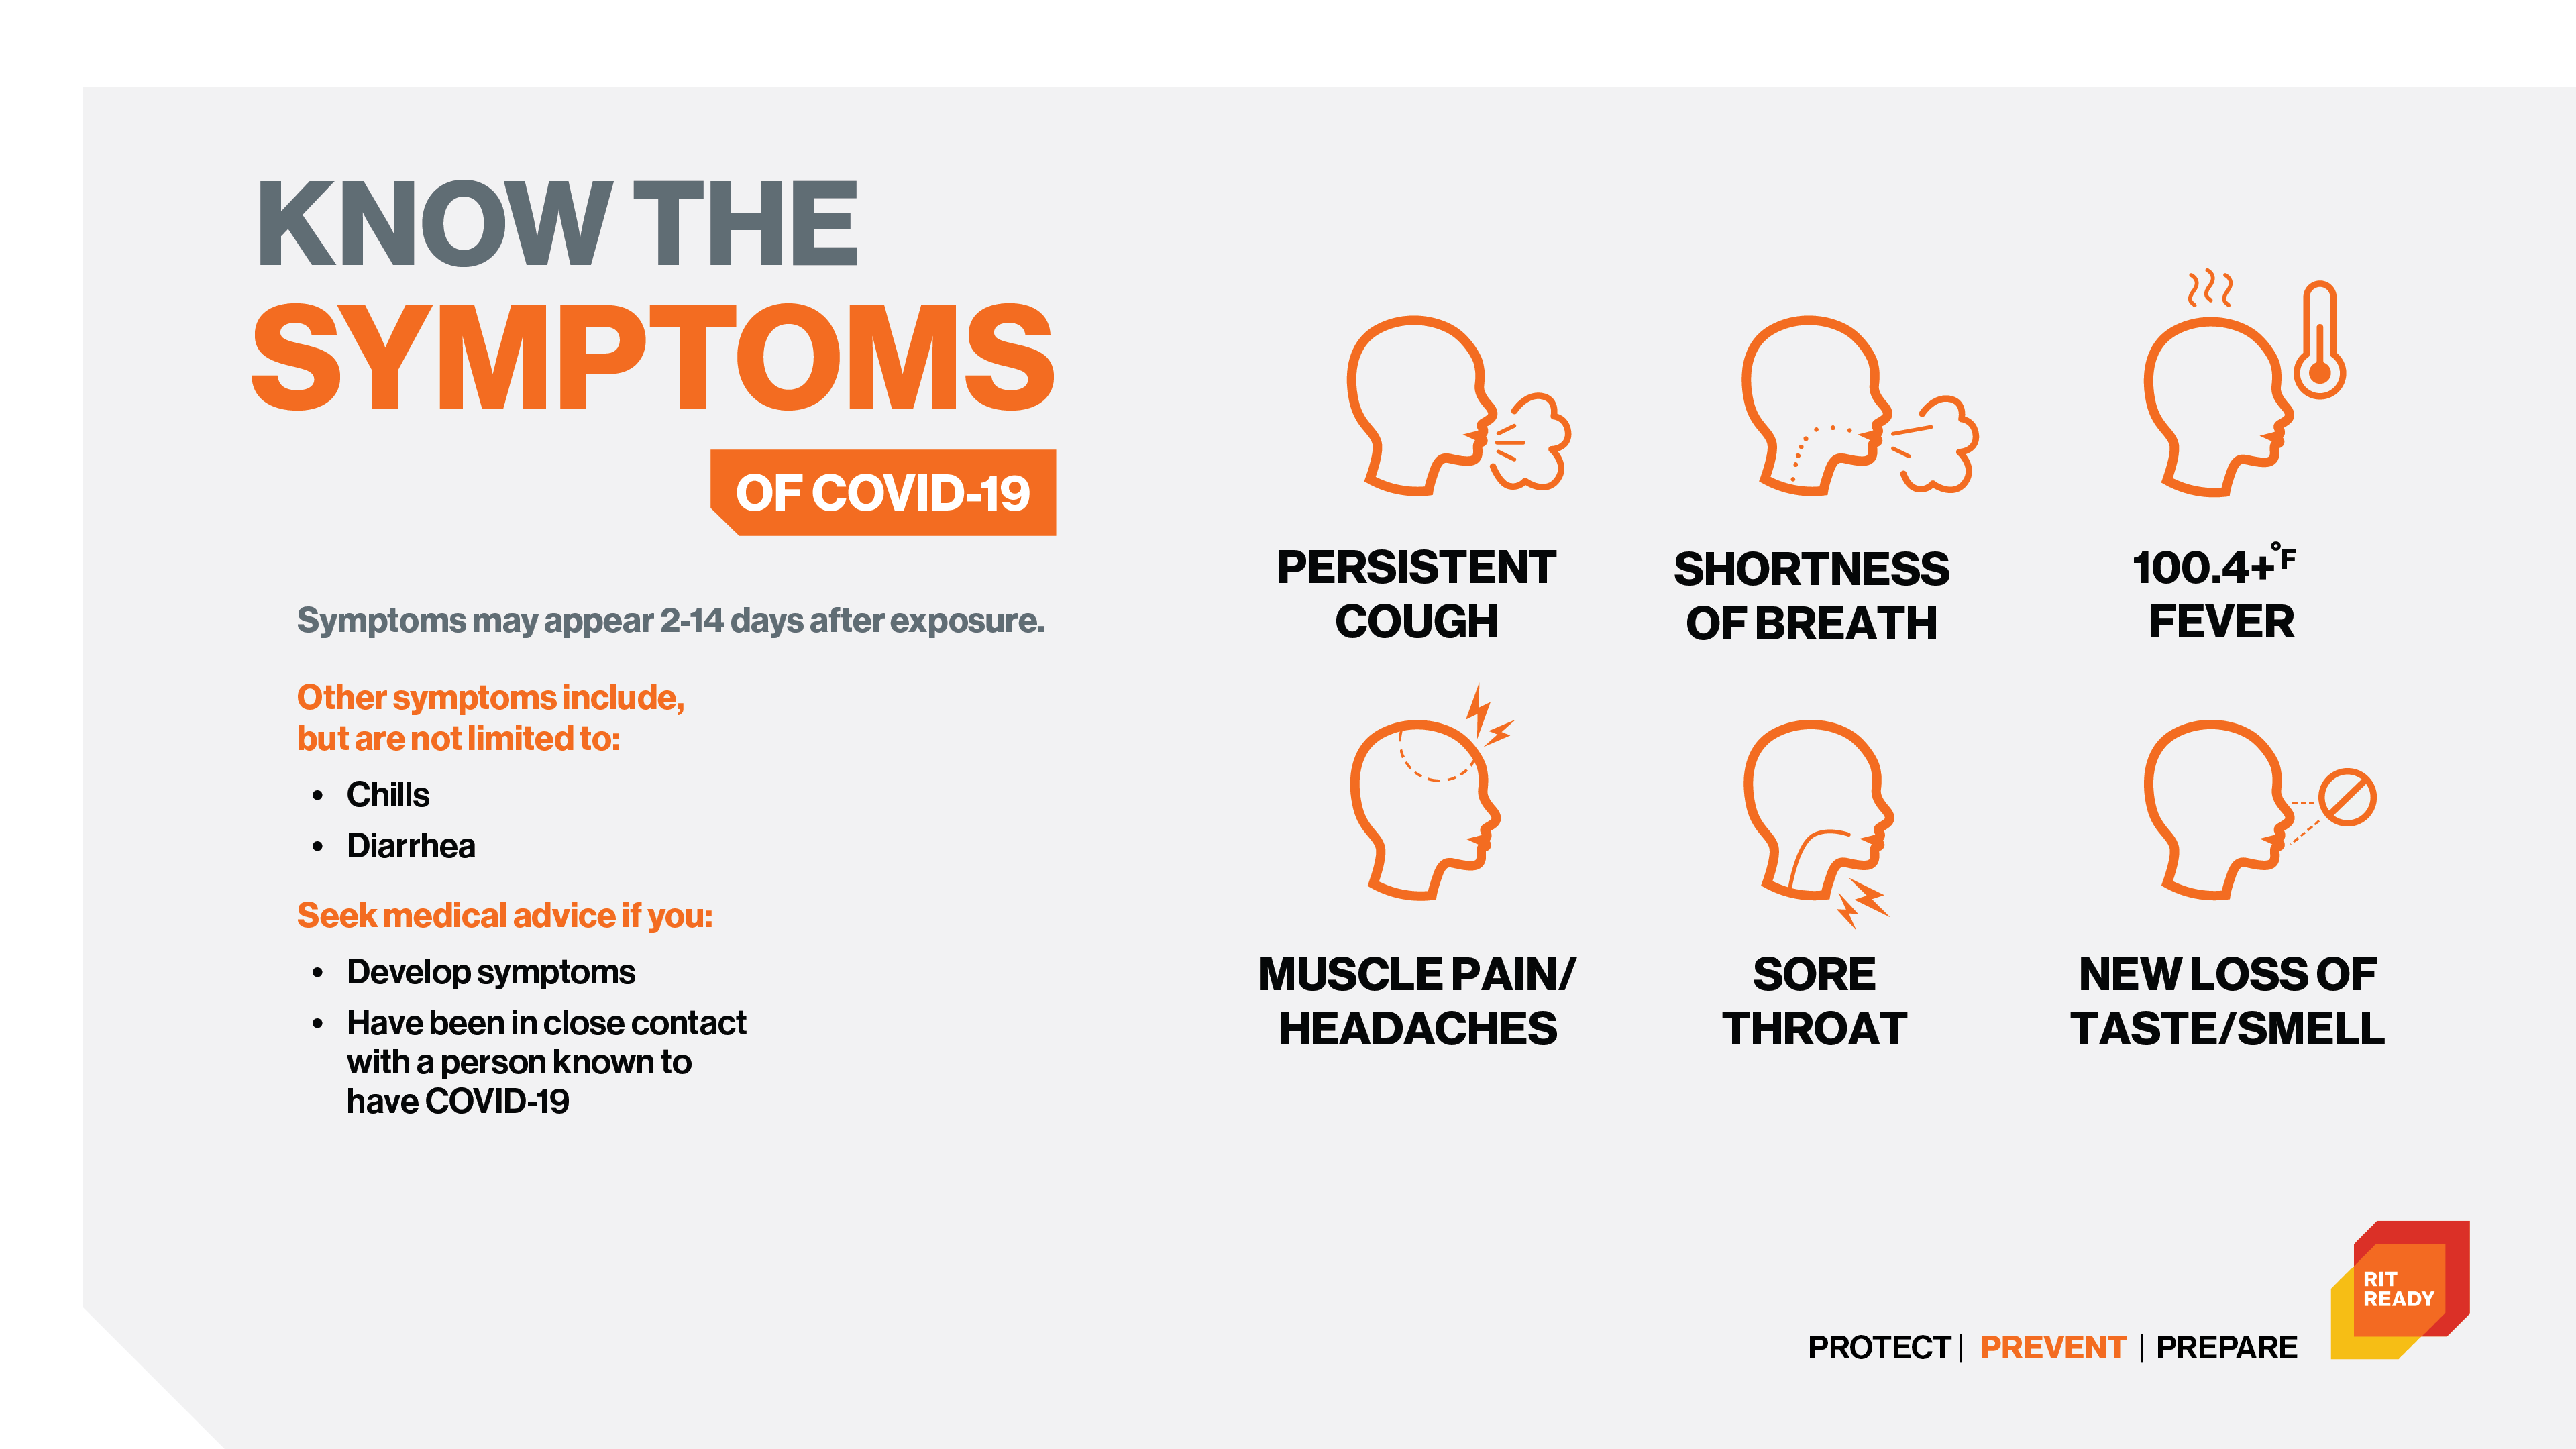 KNOW THE
SYMPTOMS
OF COVID-19
Symptoms may appear 2-14 days after exposure.
Other symptoms include,
but are not limited to:
• Chills
• Diarrhea
Seek medical advice if you:
• Develop symptoms
• Have been in close contact
with a person known to
have COVID-19
PERSISTENT
COUGH
SHORTNESS
OF BREATH
100.4+°F
FEVER
MUSCLE PAIN/
HEADACHES
SORE
THROAT
NEW LOSS OF
TASTE/SMELL
PROTECT | PREVENT | PREPARE
RIT
READY